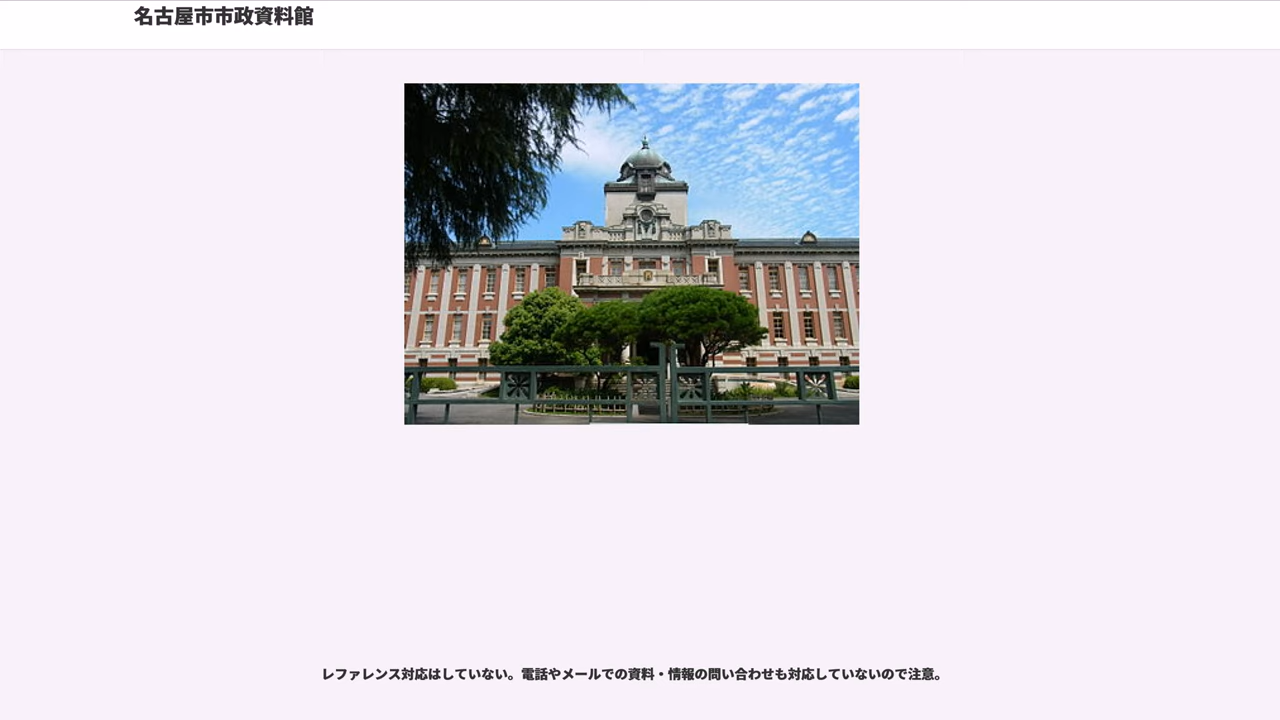 名古屋市市政資料館
レファレンス対応はしていない。電話やメールでの資料・情報の問い合わせも対応していないので注意。